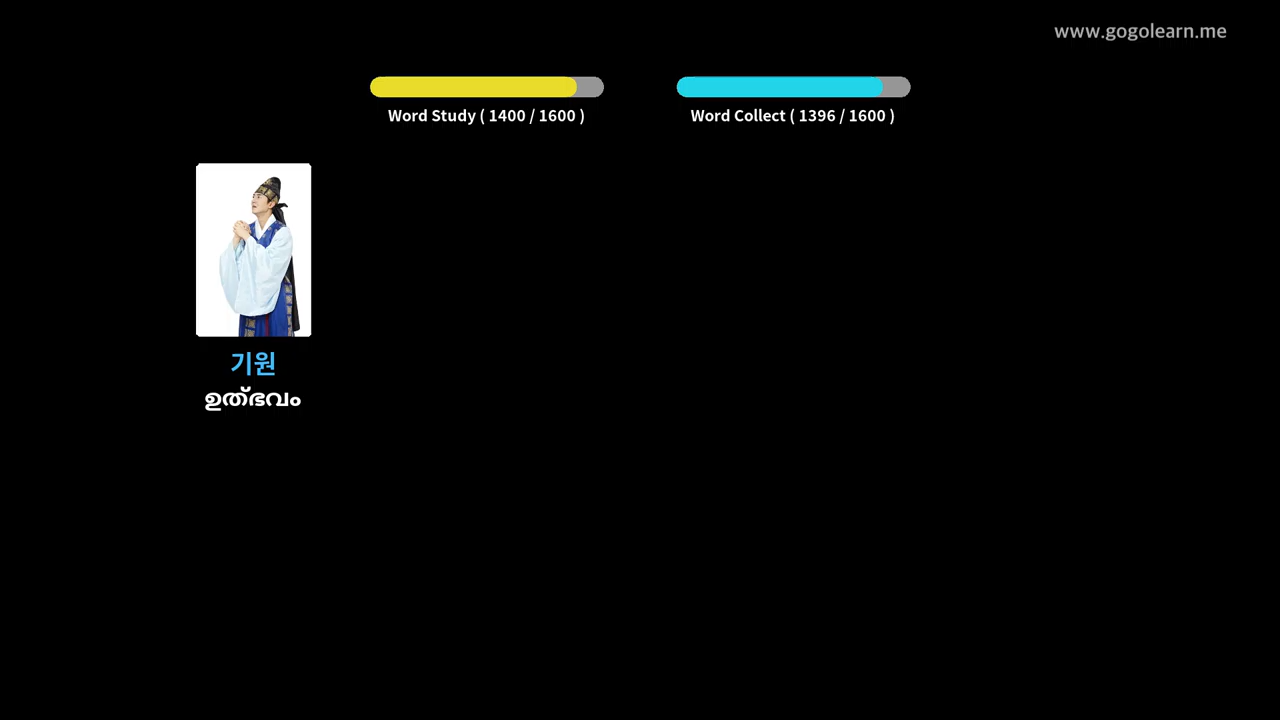 www.gogolearn.me
Word Study ( 1400 / 1600 )
Word Collect ( 1396 / 1600 )
기원
ഉത്ഭവം